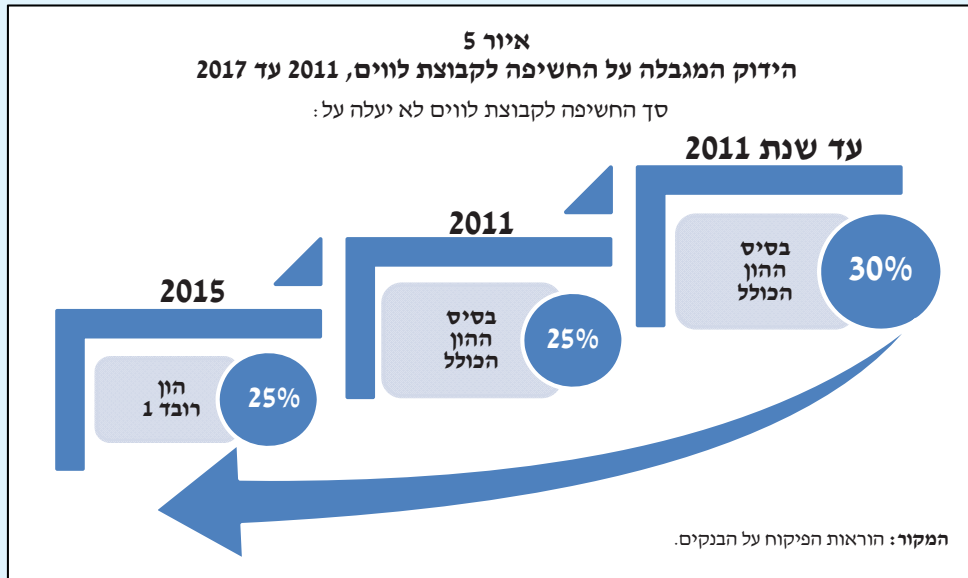 איור 5
הידוק המגבלה על החשיפה לקבוצת לווים, 2011 עד 2017
סך החשיפה לקבוצת לווים לא יעלה על:
עד שנת 2011
30%
בסיס
ההון
הכולל
2011
25%
בסיס
ההון
הכולל
2015
25%
הון
רובד 1
המקור: הוראות הפיקוח על הבנקים.